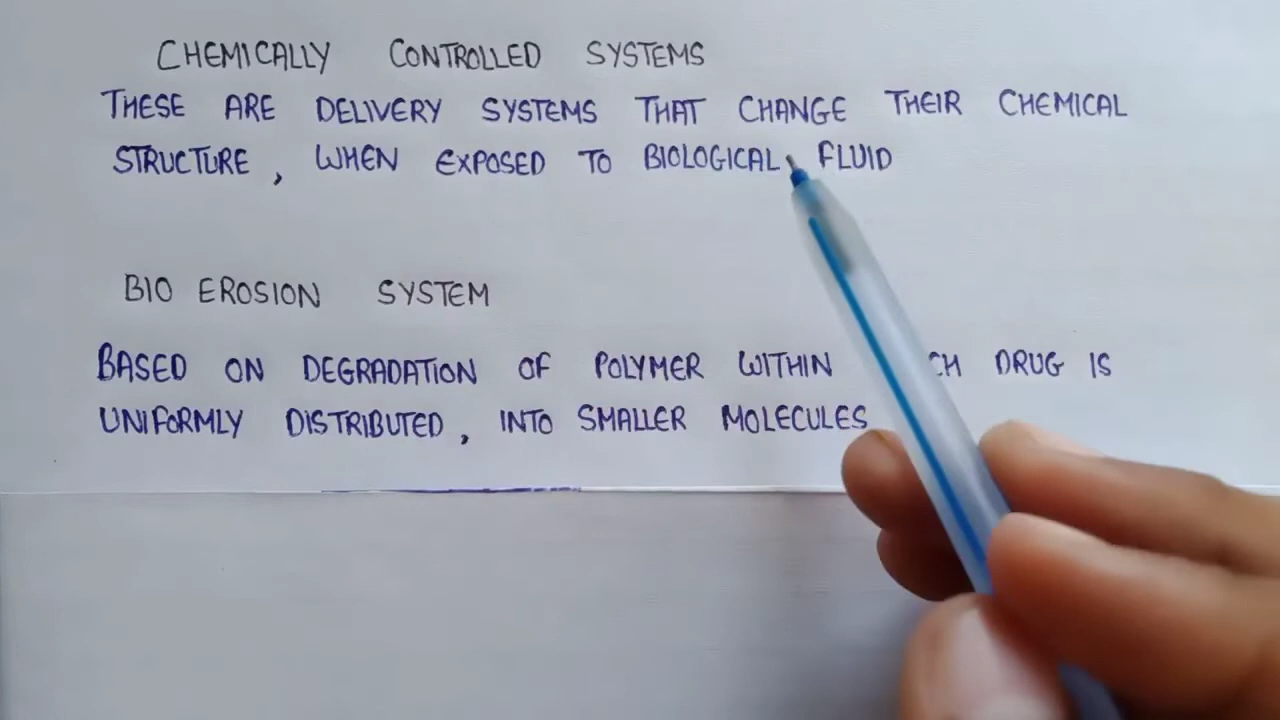 CHEMICALLY CONTROLLED SYSTEMS
THESE ARE DELIVERY SYSTEMS THAT CHANGE THEIR CHEMICAL
STRUCTURE, WHEN EXPOSED TO BIOLOGICAL FLUID
BIO EROSION SYSTEM
BASED ON DEGRADATION OF POLYMER WITHIN DRUG IS
UNIFORMLY DISTRIBUTED, INTO SMALLER MOLECULES